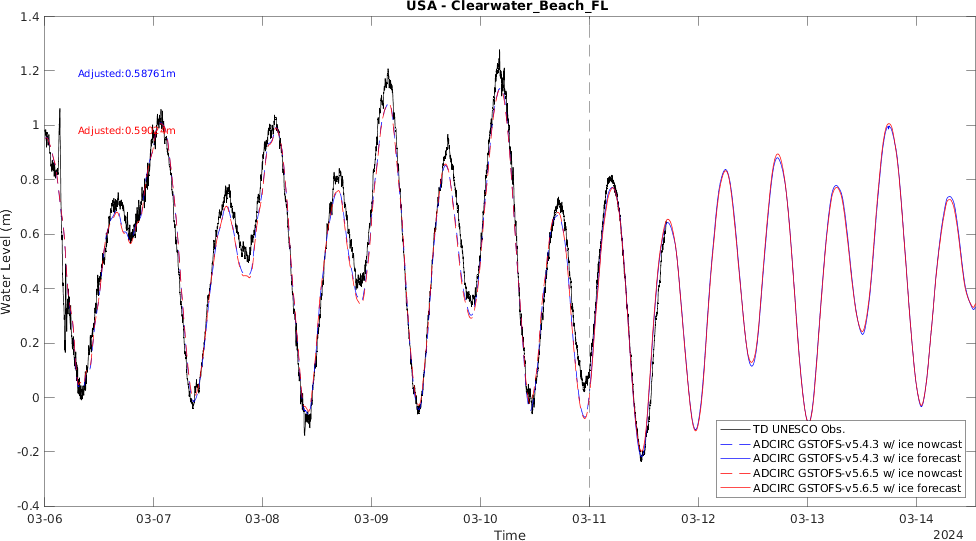 USA - Clearwater_Beach_FL
1.4
1.2
1
0.8
0.6
0.4
0.2
0
-0.2
-0.4
Water Level (m)
Adjusted:0.58761m
TD UNESCO Obs.
ADCIRC GSTOFS-v5.4.3 w/ ice nowcast
ADCIRC GSTOFS-v5.4.3 w/ ice forecast
ADCIRC GSTOFS-v5.6.5 w/ ice nowcast
ADCIRC GSTOFS-v5.6.5 w/ ice forecast
03-06 03-07 03-08 03-09 03-10 03-11 03-12 03-13 03-14
Time
2024